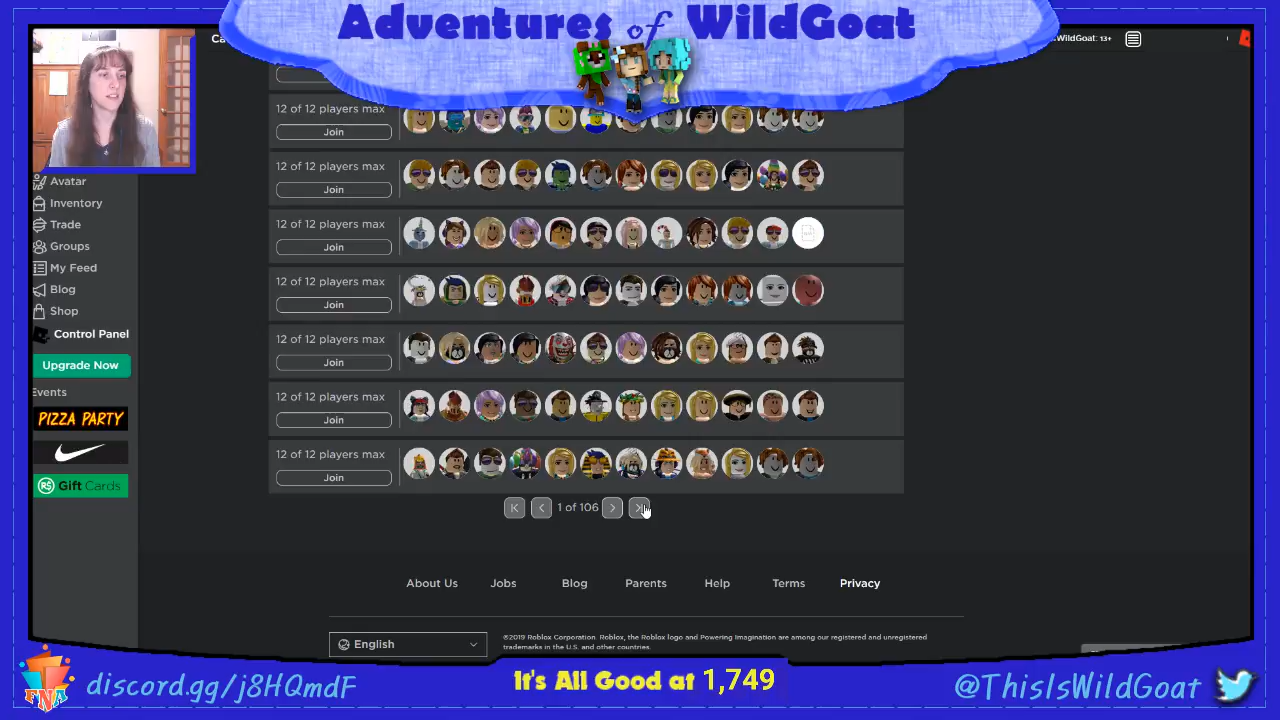 Adventures of WildGoat
Ca
sWildGoat: 13+
12 of 12 players max
Join
12 of 12 players max
Join
12 of 12 players max
Join
12 of 12 players max
Join
12 of 12 players max
Join
12 of 12 players max
Join
12 of 12 players max
Join
Avatar
Inventory
Trade
Groups
My Feed
Blog
Shop
Control Panel
Upgrade Now
Events
PIZZA PARTY
Gift Cards
1 of 106
About Us Jobs Blog Parents Help Terms Privacy
English
©2019 Roblox Corporation. Roblox, the Roblox logo and Powering Imagination are among our registered and unregistered
trademarks in the U.S. and other countries.
FNA
discord.gg/j8HQmdF
It's All Good at 1,749
@ThisIsWildGoat